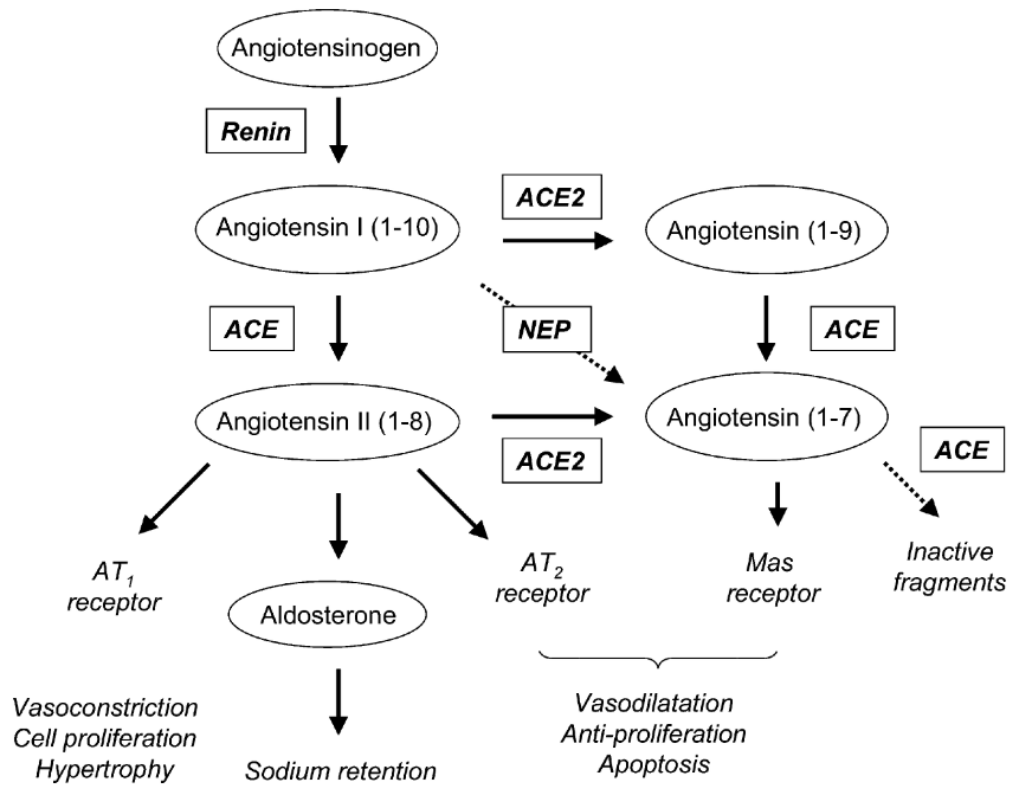 Angiotensinogen
Renin
ACE2
Angiotensin I (1-10)
Angiotensin (1-9)
ACE
NEP
ACE
Angiotensin II (1-8)
Angiotensin (1-7)
ACE2
ACE
AT1
receptor
AT2
receptor
Mas
receptor
Inactive
fragments
Aldosterone
Vasoconstriction
Cell proliferation
Hypertrophy
Sodium retention
Vasodilatation
Anti-proliferation
Apoptosis